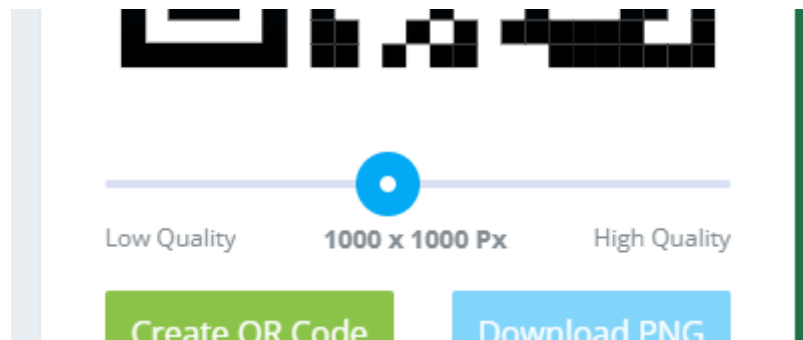 Low Quality 1000 x 1000 Px High Quality
Create QR Code Download PNG